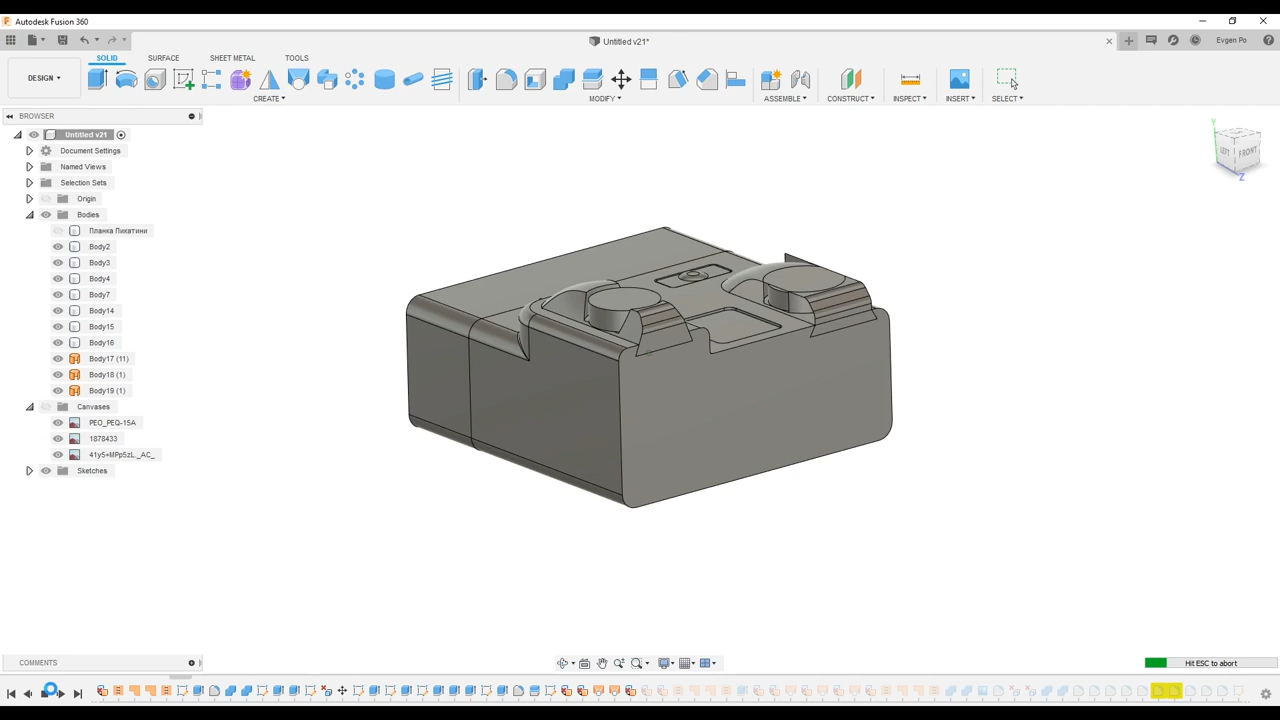 Autodesk Fusion 360
Untitled v21*
Evgen Po
SOLID SURFACE SHEET METAL TOOLS
DESIGN
CREATE MODIFY ASSEMBLE CONSTRUCT INSPECT INSERT SELECT
BROWSER
Untitled v21
Document Settings
Named Views
Selection Sets
Origin
Bodies
Планка Пикатини
Body2
Body3
Body4
Body7
Body14
Body15
Body16
Body17 (11)
Body18 (1)
Body19 (1)
Canvases
PEO_PEQ-15A
1878433
41y5+MPp5zL._AC_
Sketches
Y
LEFT FRONT
Z
COMMENTS
Hit ESC to abort